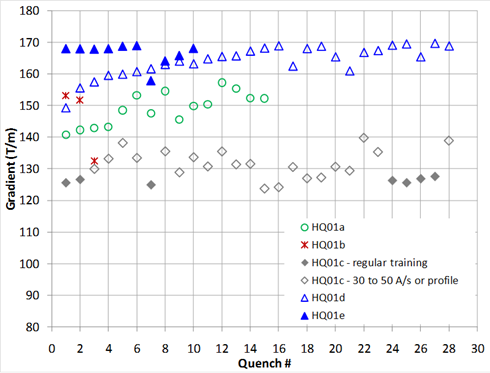 180
170
160
150
140
130
120
110
100
90
80
Gradient (T/m)
HQ01a
HQ01b
HQ01c - regular training
HQ01c - 30 to 50 A/s or profile
HQ01d
HQ01e
0 2 4 6 8 10 12 14 16 18 20 22 24 26 28 30
Quench #